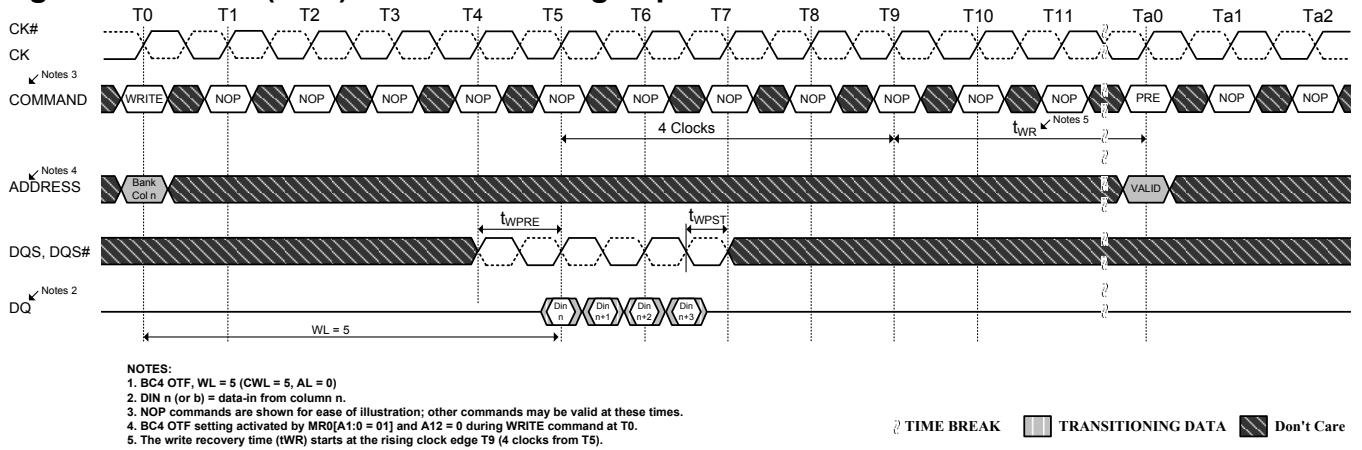 T0 T1 T2 T3 T4 T5 T6 T7 T8 T9 T10 T11 Ta0 Ta1 Ta2
CK#
CK
Notes 3
COMMAND WRITE NOP NOP NOP NOP NOP NOP NOP NOP NOP NOP NOP PRE NOP NOP
4 Clocks tWR Notes 5
Notes 4
ADDRESS Bank Col n VALID
tWPRE tWPST
DQS, DQS#
Notes 2
DQ Din n Din n+1 Din n+2 Din n+3
WL = 5
NOTES:
1. BC4 OTF, WL = 5 (CWL = 5, AL = 0)
2. DIN n (or b) = data-in from column n.
3. NOP commands are shown for ease of illustration; other commands may be valid at these times.
4. BC4 OTF setting activated by MR0[A1:0 = 01] and A12 = 0 during WRITE command at T0.
5. The write recovery time (tWR) starts at the rising clock edge T9 (4 clocks from T5).
TIME BREAK TRANSITIONING DATA Don't Care